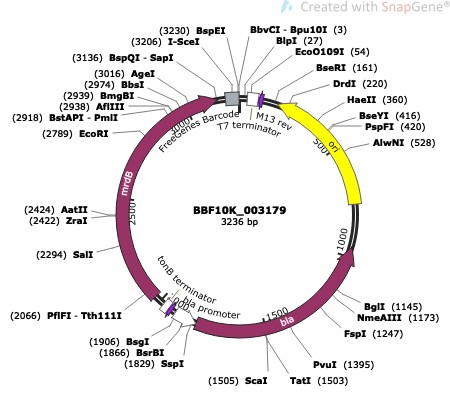 Created with SnapGene®
(3230) BspEI
(3206) I-SceI
(3136) BspQI - SapI
(3016) AgeI
(2974) BbsI
(2939) BmgBI
(2938) AflIII
(2918) BstAPI - PmlI
(2789) EcoRI
(2424) AatII
(2422) ZraI
(2294) SalI
(2066) PflFI - Tth111I
(1906) BsgI
(1866) BsrBI
(1829) SspI
(1505) ScaI
BbvCI - Bpu10I (3)
BlpI (27)
EcoO109I (54)
BseRI (161)
DrdI (220)
HaeII (360)
BseYI (416)
PspFI (420)
AlwNI (528)
BglI (1145)
NmeAIII (1173)
FspI (1247)
PvuI (1395)
TatI (1503)
FreeGenes Barcode
T7 terminator
M13 rev
ori
mrdB
tonB terminator
bla promoter
bla
500
1000
1500
2500
3000
BBF10K_003179
3236 bp